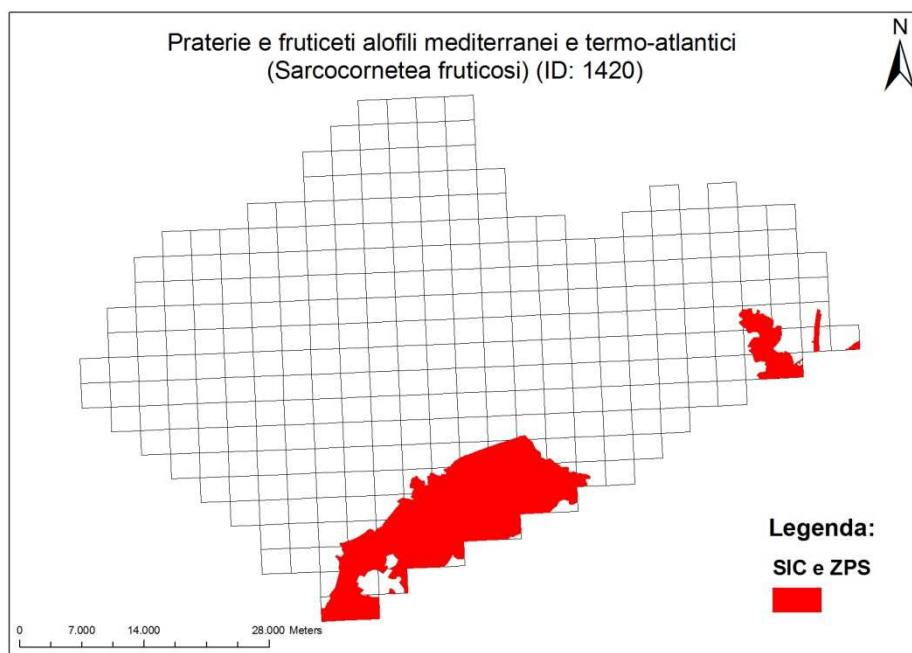 Praterie e fruticeti alofili mediterranei e termo-atlantici
(Sarcocornetea fruticosi) (ID: 1420)
N
Legenda:
SIC e ZPS
0 7.000 14.000 28.000 Meters